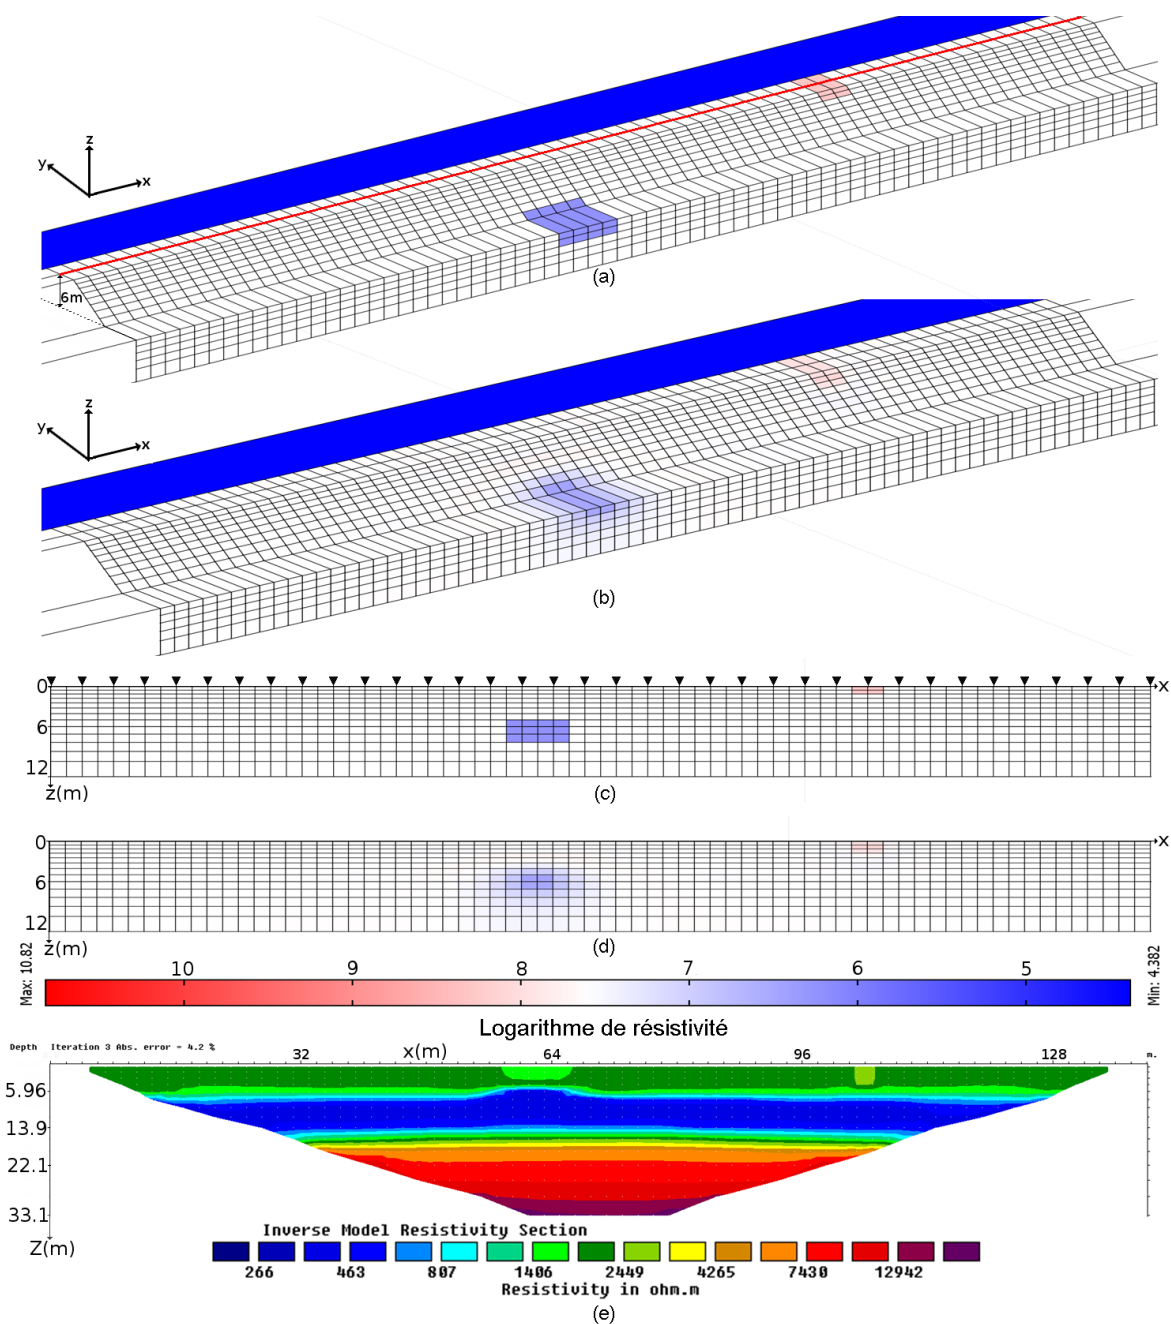 z
y
x
6m
(a)
z
y
x
(b)
0
x
6
12
z(m)
(c)
0
x
6
12
z(m)
(d)
Max: 10.82
10 9 8 7 6 5
Min: 4.382
Logarithme de résistivité
Depth Iteration 3 Abs. error = 4.2 %
32 x(m) 64 96 128 m.
5.96
13.9
22.1
33.1
Z(m)
Inverse Model Resistivity Section
266 463 807 1406 2449 4265 7430 12942
Resistivity in ohm.m
(e)